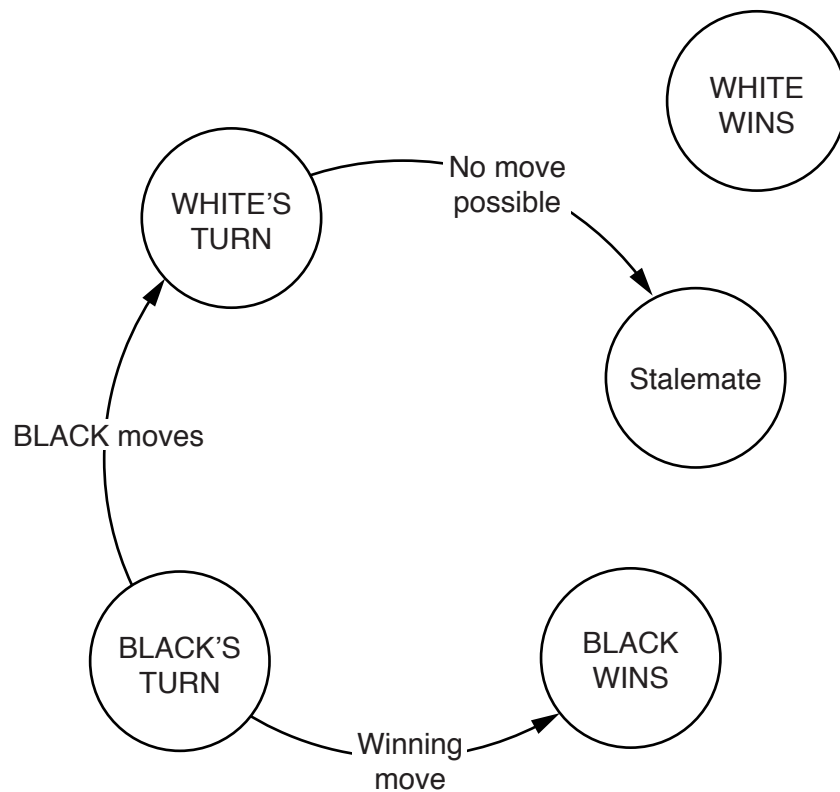 WHITE
WINS
No move
possible
WHITE’S
TURN
Stalemate
BLACK moves
BLACK’S
TURN
BLACK
WINS
Winning
move